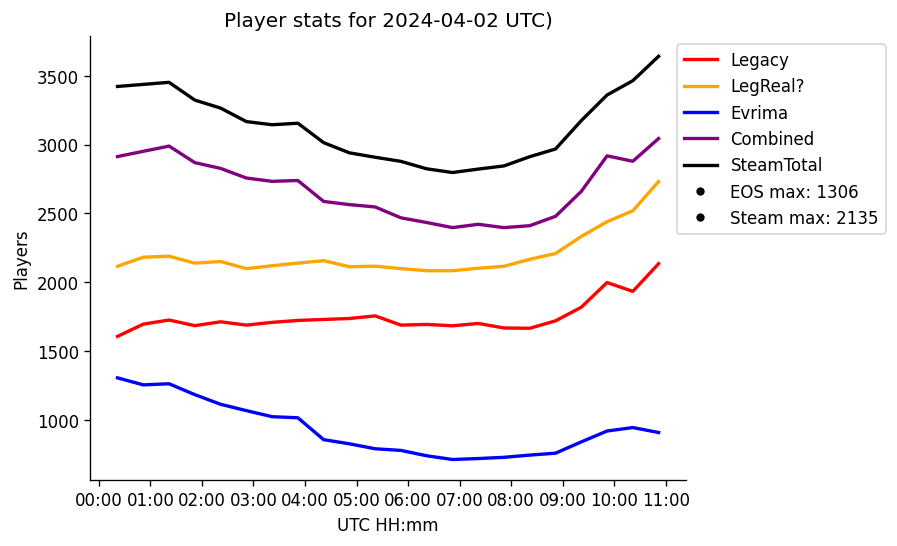 Player stats for 2024-04-02 UTC)
Legacy
LegReal?
Evrima
Combined
SteamTotal
EOS max: 1306
Steam max: 2135
Players
3500
3000
2500
2000
1500
1000
00:00 01:00 02:00 03:00 04:00 05:00 06:00 07:00 08:00 09:00 10:00 11:00
UTC HH:mm